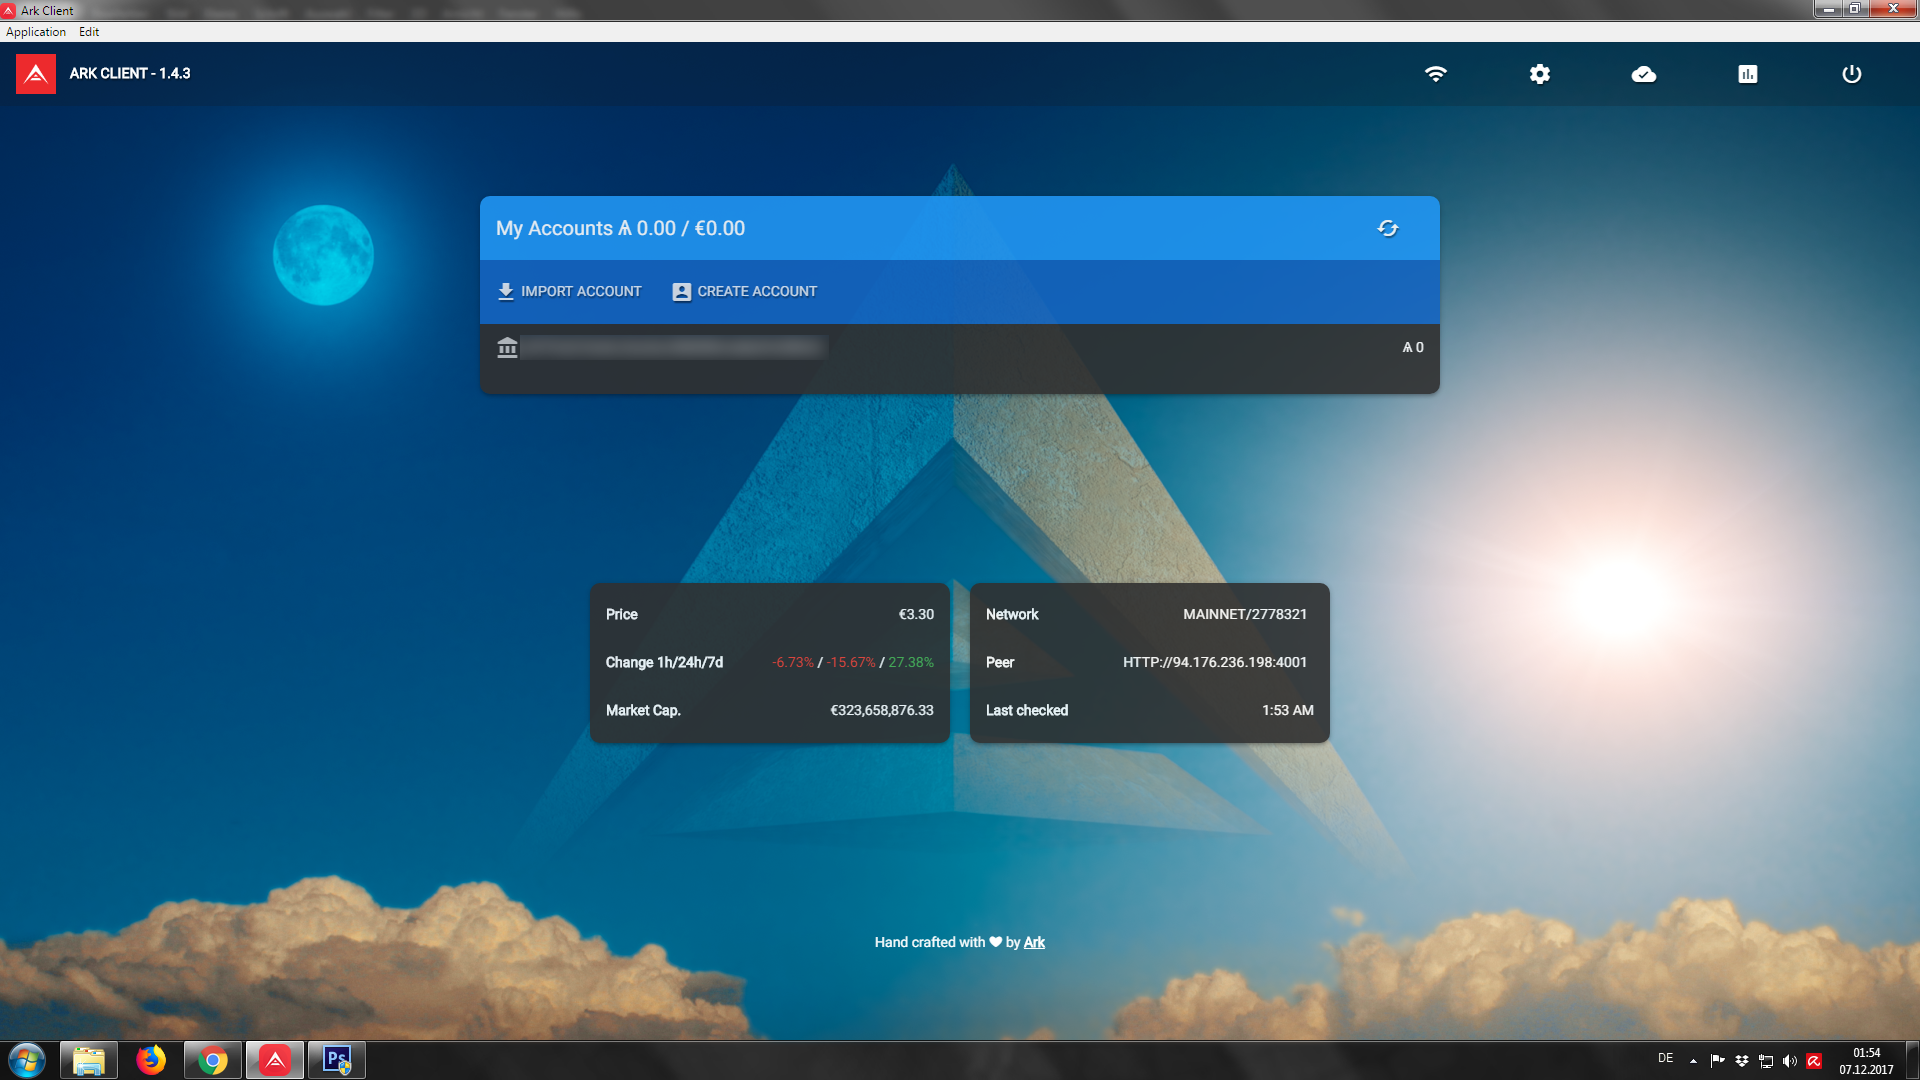 Ark Client
Application Edit
ARK CLIENT - 1.4.3
My Accounts Ѧ 0.00 / €0.00
IMPORT ACCOUNT CREATE ACCOUNT
Ѧ 0
Price €3.30
Change 1h/24h/7d -6.73% / -15.67% / 27.38%
Market Cap. €323,658,876.33
Network MAINNET/2778321
Peer HTTP://94.176.236.198:4001
Last checked 1:53 AM
Hand crafted with ♥ by Ark
Ps
DE
01:54
07.12.2017